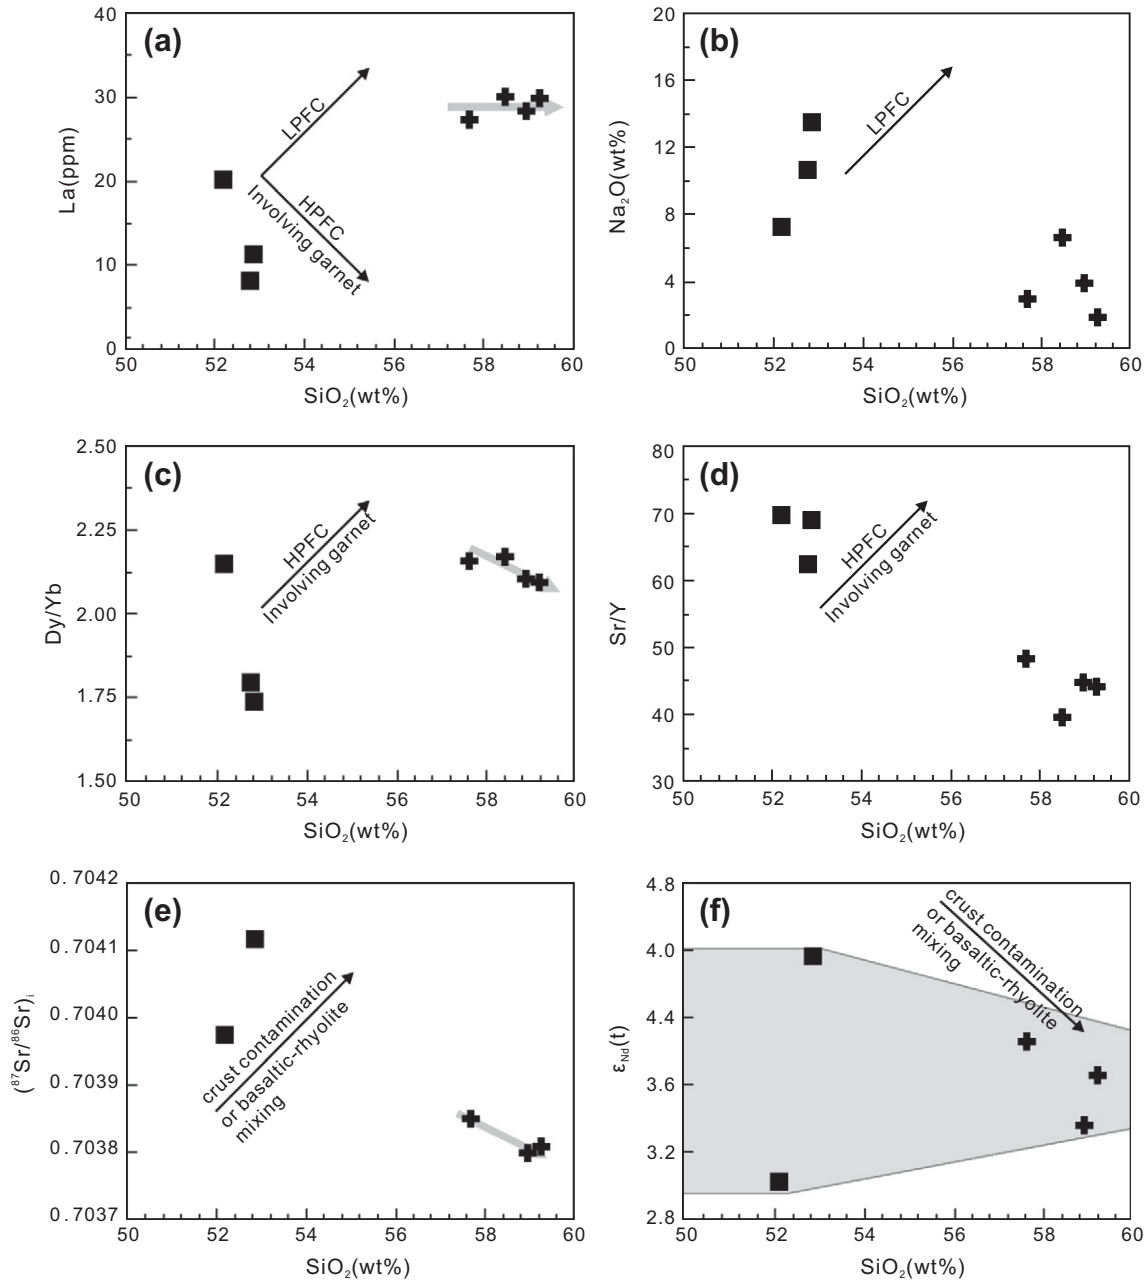 (a)
La(ppm)
40
30
20
10
0
LPFC
HPFC
Involving garnet
50 52 54 56 58 60
SiO₂(wt%)
(b)
Na₂O(wt%)
20
16
12
8
4
0
LPFC
50 52 54 56 58 60
SiO₂(wt%)
(c)
Dy/Yb
2.50
2.25
2.00
1.75
1.50
HPFC
Involving garnet
50 52 54 56 58 60
SiO₂(wt%)
(d)
Sr/Y
80
70
60
50
40
30
HPFC
Involving garnet
50 52 54 56 58 60
SiO₂(wt%)
(e)
(⁸⁷Sr/⁸⁶Sr)ᵢ
0.7042
0.7041
0.7040
0.7039
0.7038
0.7037
crust contamination
or basaltic-rhyolite
mixing
50 52 54 56 58 60
SiO₂(wt%)
(f)
εNd(t)
4.8
4.0
4.4
3.6
3.2
2.8
crust contamination
or basaltic-rhyolite
mixing
50 52 54 56 58 60
SiO₂(wt%)